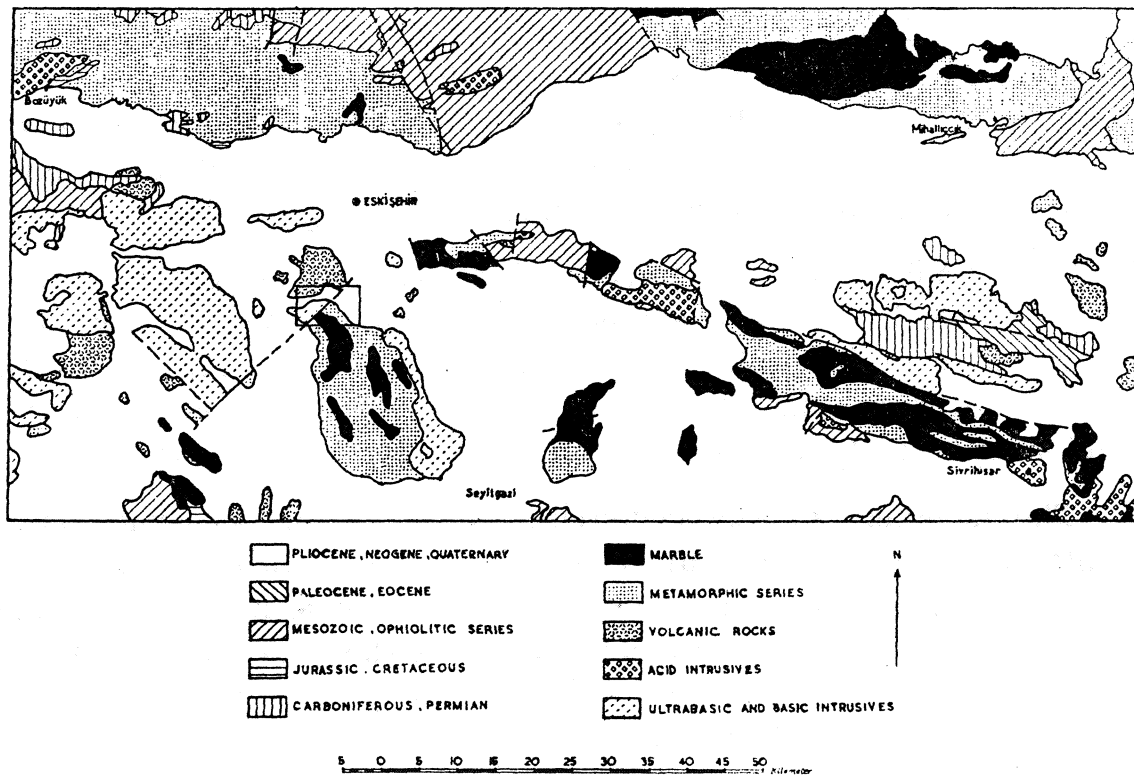 Bozüyük
Mihallıccık
ESKİŞEHİR
Sivrihisar
Seyitgazi
PLIOCENE, NEOGENE, QUATERNARY
MARBLE
N
PALEOCENE, EOCENE
METAMORPHIC SERIES
MESOZOIC, OPHIOLITIC SERIES
VOLCANIC ROCKS
JURASSIC, CRETACEOUS
ACID INTRUSIVES
CARBONIFEROUS, PERMIAN
ULTRABASIC AND BASIC INTRUSIVES
5 0 5 10 15 20 25 30 35 40 45 50
Kilometer